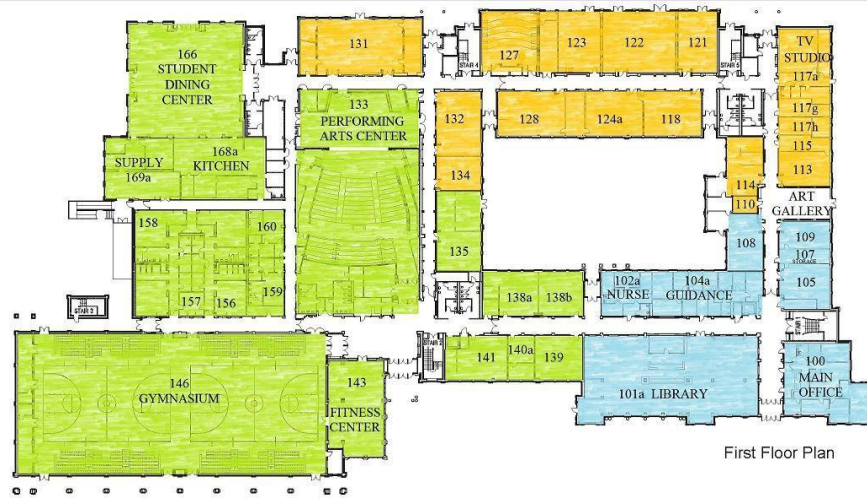 166
STUDENT
DINING
CENTER
131
STAIR 4
127
123
122
121
STAIR 5
TV
STUDIO
117a
117g
117h
115
113
133
PERFORMING
ARTS CENTER
132
128
124a
118
134
114
110
ART
GALLERY
SUPPLY
169a
168a
KITCHEN
158
160
157
156
159
135
108
109
107
STORAGE
105
138a
138b
102a
NURSE
104a
GUIDANCE
STAIR 3
STAIR 2
STAIR
141
140a
139
101a LIBRARY
100
MAIN
OFFICE
146
GYMNASIUM
143
FITNESS
CENTER
First Floor Plan